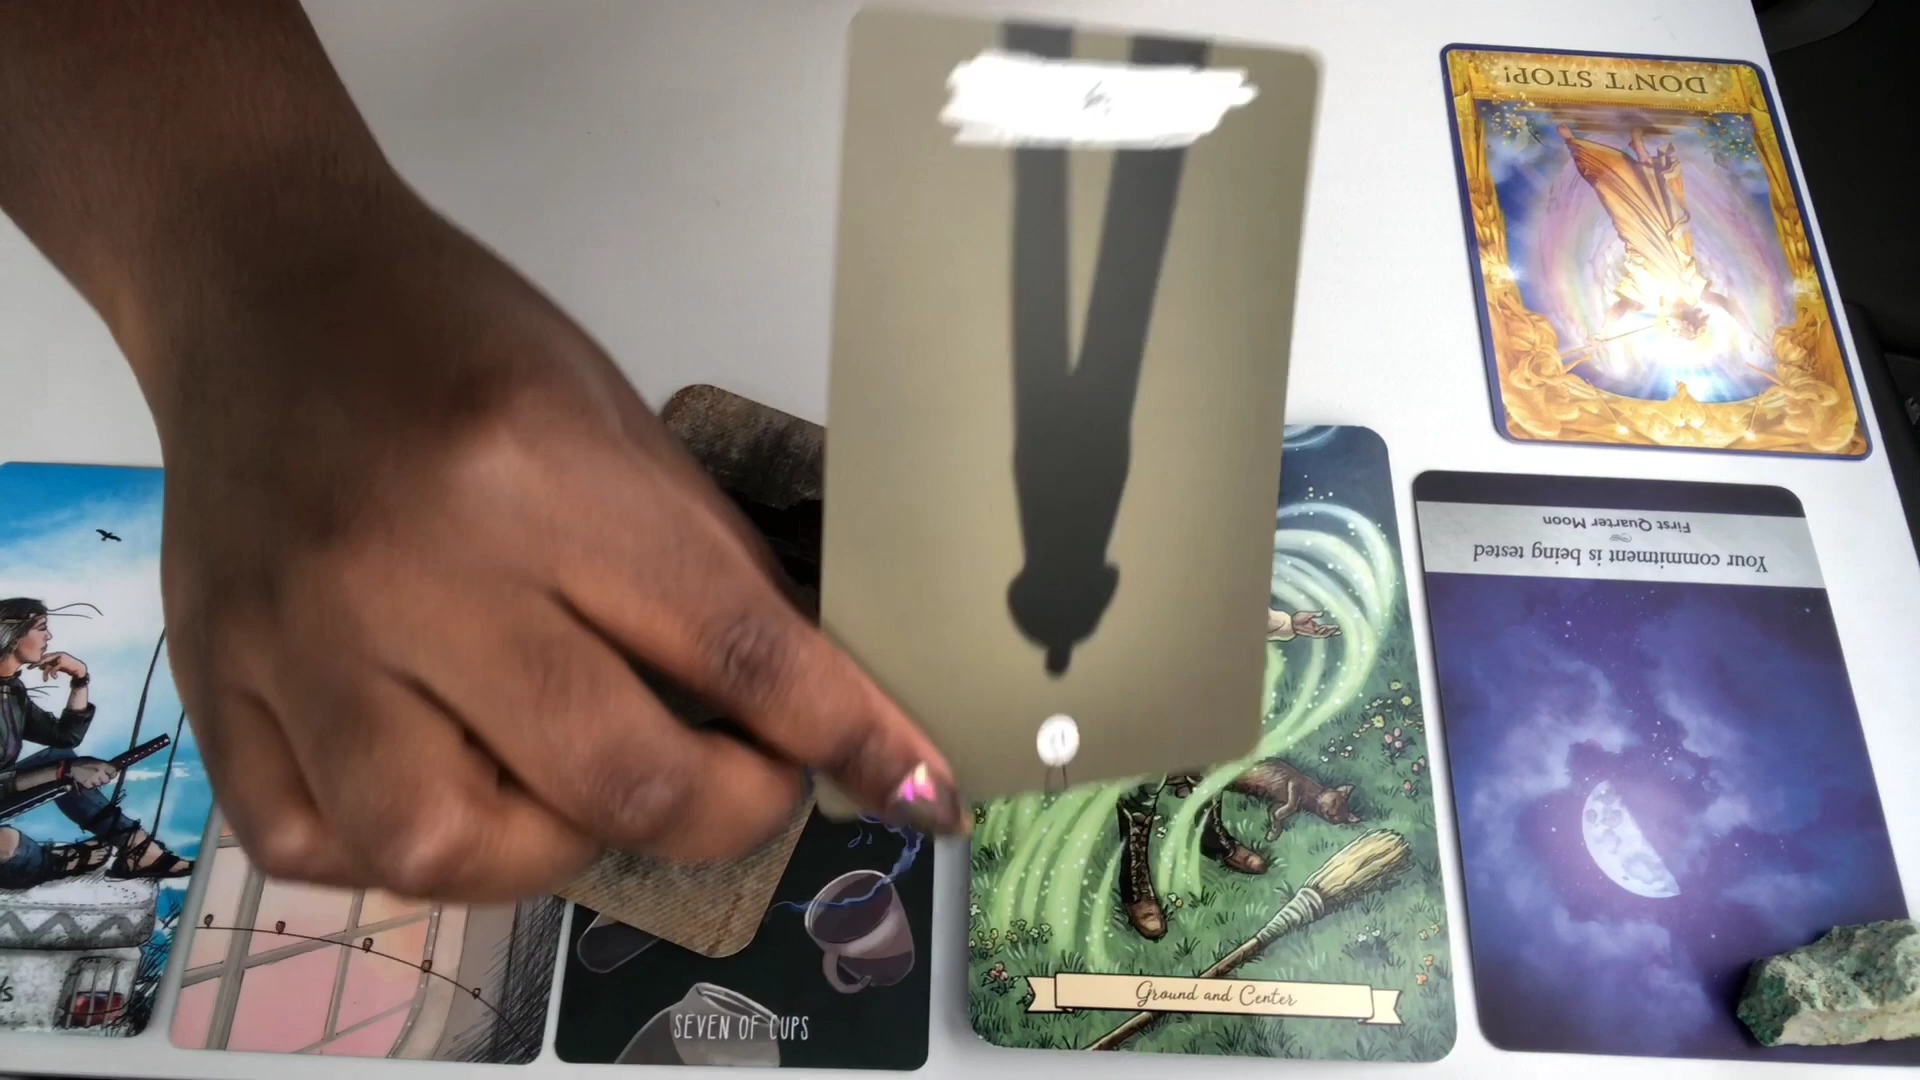 DON'T STOP!
First Quarter Moon
Your commitment is being tested
Ground and Center
SEVEN OF CUPS